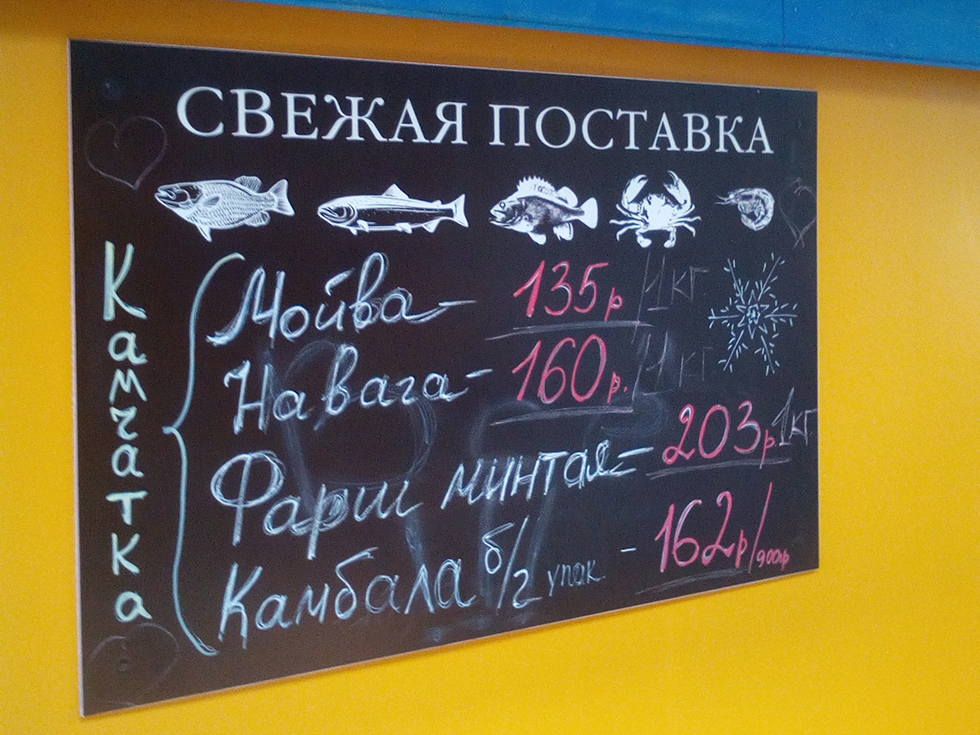 СВЕЖАЯ ПОСТАВКА
Камчатка
Мойва - 135р/1кг
Навага - 160р./1кг
Фарш минтая - 203р 1кг
Камбала б/г упак. - 162р/900гр